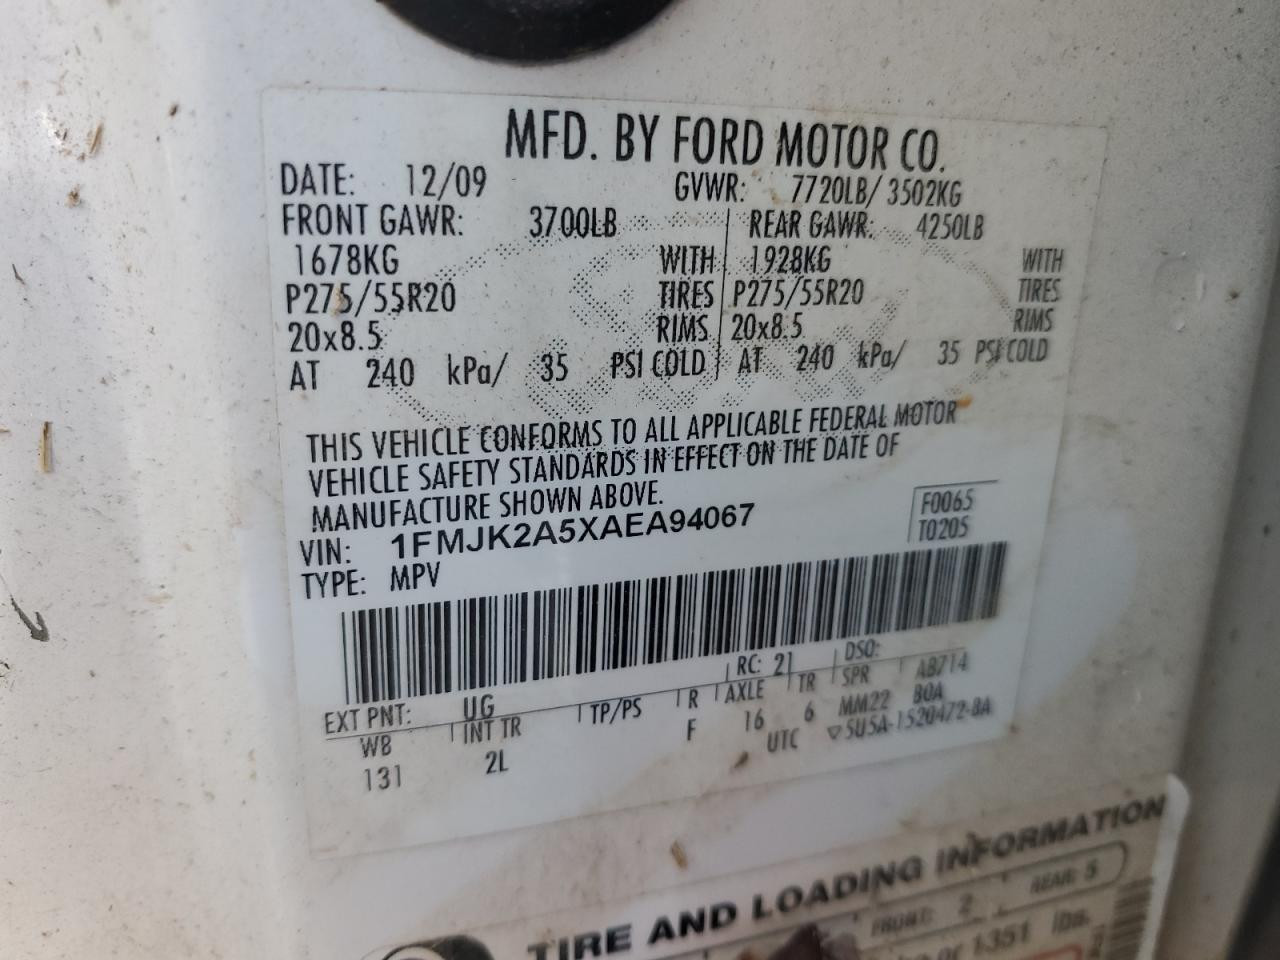 MFD. BY FORD MOTOR CO.
DATE: 12/09 GVWR: 7720LB/ 3502KG
FRONT GAWR: 3700LB REAR GAWR: 4250LB
1678KG WITH 1928KG WITH
P275/55R20 TIRES P275/55R20 TIRES
20x8.5 RIMS 20x8.5 RIMS
AT 240 kPa/ 35 PSI COLD AT 240 kPa/ 35 PSI COLD
THIS VEHICLE CONFORMS TO ALL APPLICABLE FEDERAL MOTOR
VEHICLE SAFETY STANDARDS IN EFFECT ON THE DATE OF
MANUFACTURE SHOWN ABOVE.
VIN: 1FMJK2A5XAEA94067 F0065
TYPE: MPV T0205
EXT PNT: UG RC: 21 DSO:
WB INT TR TP/PS R AXLE TR SPR AB714
131 2L F 16 6 MM22 BOA
UTC ▽5U5A-1520472-BA
TIRE AND LOADING INFORMATION
FRONT: 2 REAR: 5
or 1351 lbs.